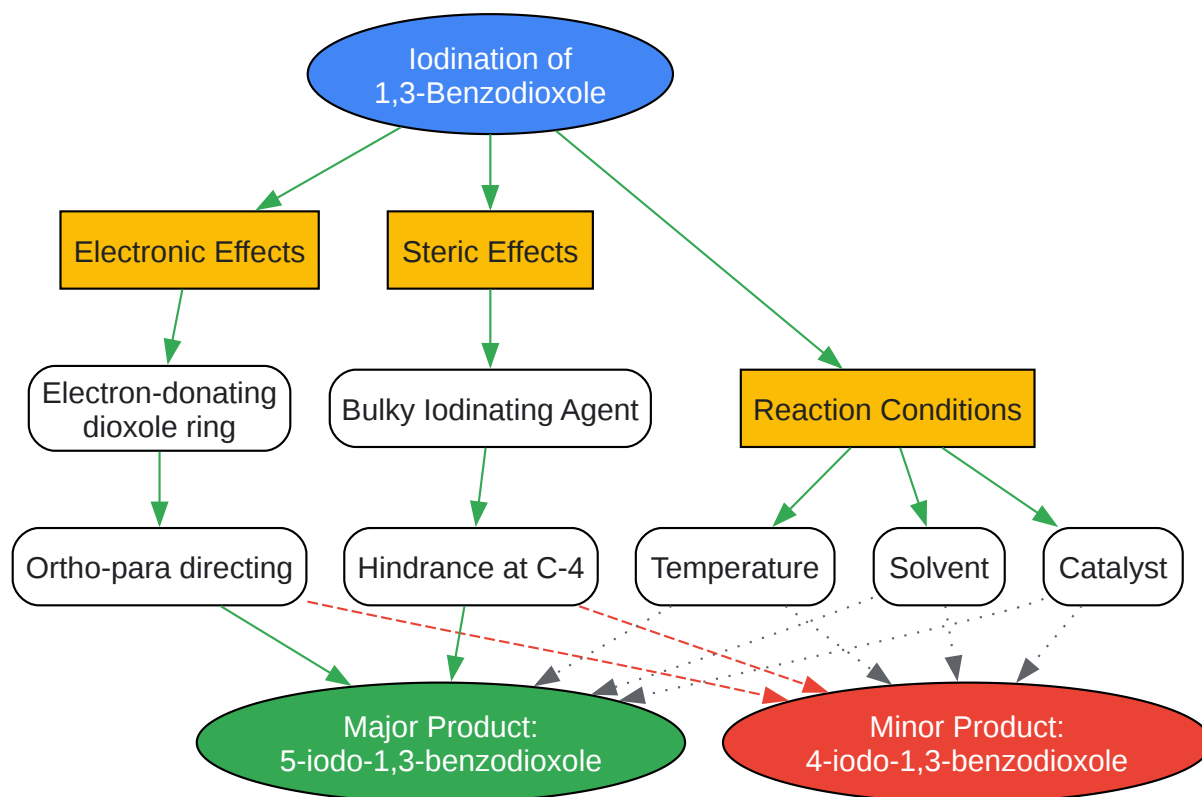 Iodination of
1,3-Benzodioxole
Electronic Effects
Steric Effects
Electron-donating
dioxole ring
Bulky Iodinating Agent
Reaction Conditions
Ortho-para directing
Hindrance at C-4
Temperature
Solvent
Catalyst
Major Product:
5-iodo-1,3-benzodioxole
Minor Product:
4-iodo-1,3-benzodioxole